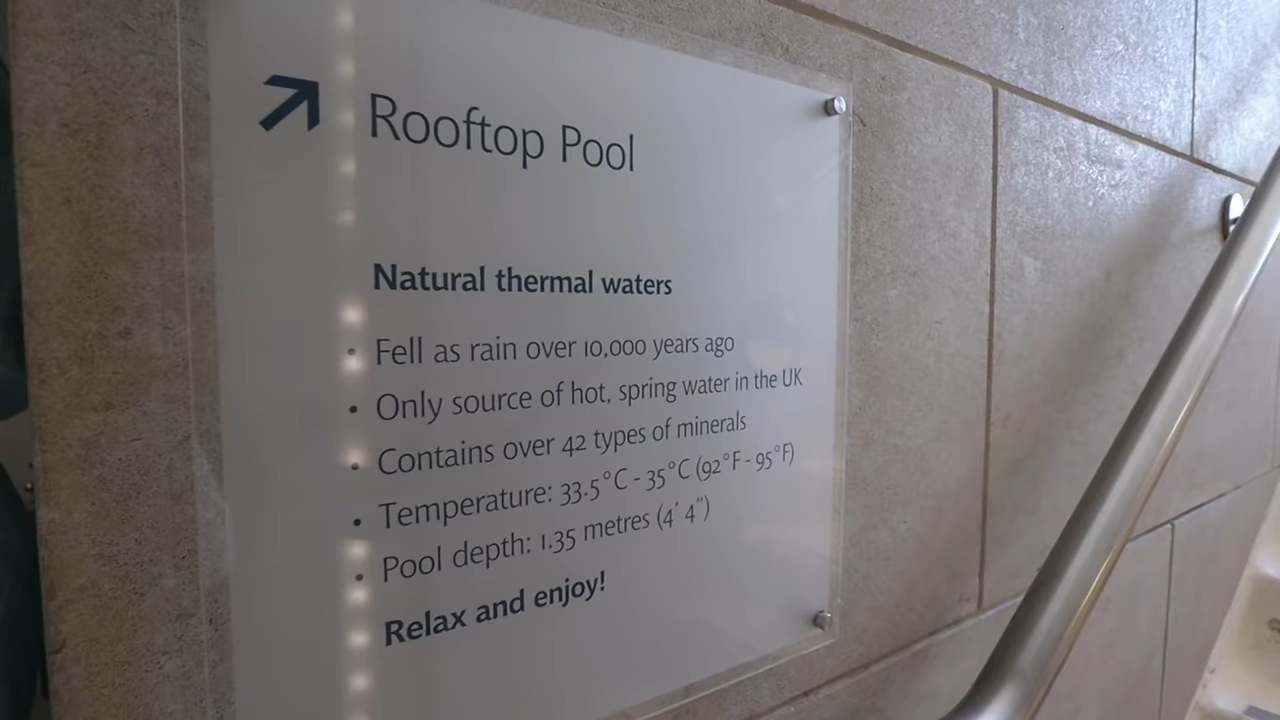 Rooftop Pool
Natural thermal waters
• Fell as rain over 10,000 years ago
• Only source of hot, spring water in the UK
• Contains over 42 types of minerals
• Temperature: 33.5°C - 35°C (92°F - 95°F)
• Pool depth: 1.35 metres (4' 4")
Relax and enjoy!